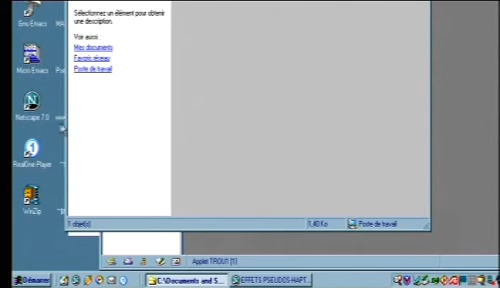 Gnu Emacs
Sélectionnez un élément pour obtenir
une description.
Voir aussi :
Mes documents
Favoris réseau
Poste de travail
Micro Emacs
Netscape 7.0
RealOne Player
WinZip
1 objet(s)
1,40 Ko
Poste de travail
Applet TROU1 [1]
Démarrer
C:\Documents and S...
EFFETS PSEUDOS-HAPT...